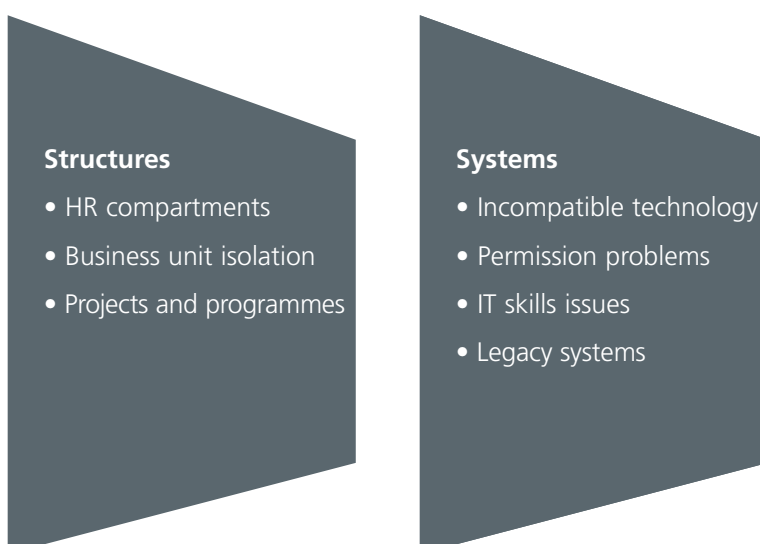 Structures
• HR compartments
• Business unit isolation
• Projects and programmes
Systems
• Incompatible technology
• Permission problems
• IT skills issues
• Legacy systems